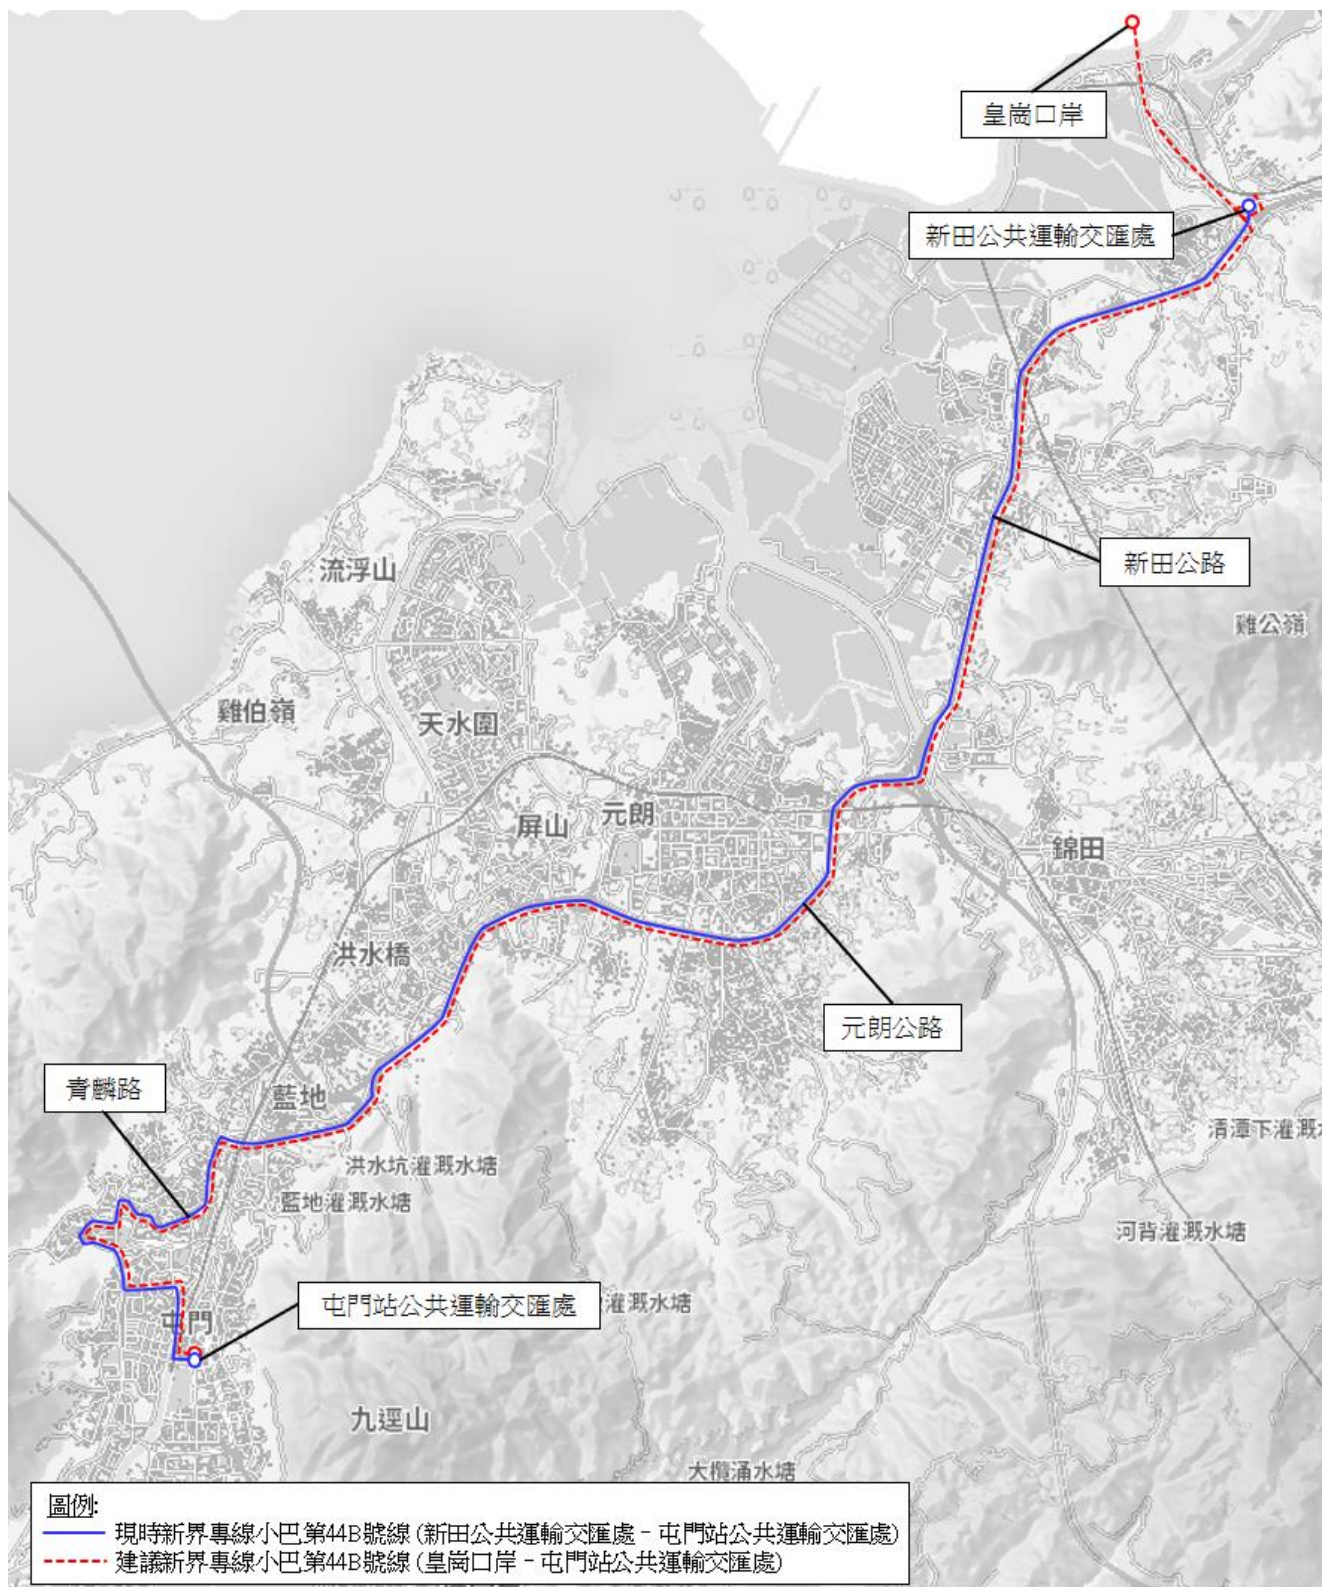 皇崗口岸
新田公共運輸交匯處
新田公路
流浮山
雞公嶺
雞伯嶺
天水圍
屏山
元朗
錦田
洪水橋
元朗公路
青麟路
藍地
清潭下灌溉水
洪水坑灌溉水塘
藍地灌溉水塘
河背灌溉水塘
屯門站公共運輸交匯處
灌溉水塘
屯門
九逕山
大欖涌水塘
圖例:
現時新界專線小巴第44B號線 (新田公共運輸交匯處 - 屯門站公共運輸交匯處)
建議新界專線小巴第44B號線 (皇崗口岸 - 屯門站公共運輸交匯處)